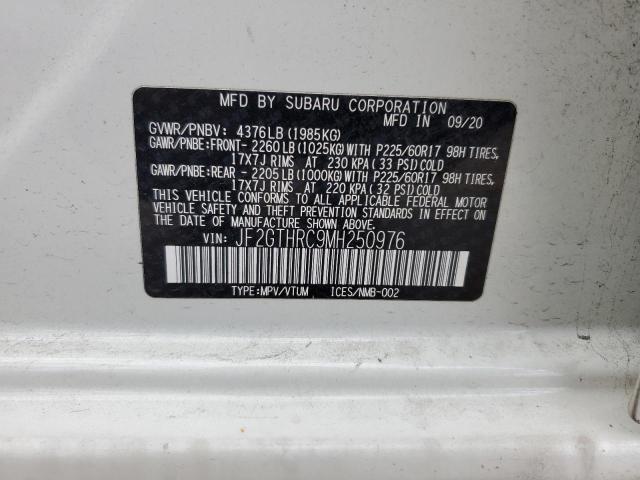 MFD BY SUBARU CORPORATION
MFD IN 09/20
GVWR/PNBV: 4376LB(1985KG)
GAWR/PNBE:FRONT- 2260LB(1025KG)WITH P225/60R17 98H TIRES,
17X7J RIMS AT 230 KPA(33 PSI)COLD
GAWR/PNBE:REAR - 2205LB(1000KG)WITH P225/60R17 98H TIRES,
17X7J RIMS AT 220 KPA(32 PSI)COLD
THIS VEHICLE CONFORMS TO ALL APPLICABLE FEDERAL MOTOR
VEHICLE SAFETY AND THEFT PREVENTION STANDARDS IN EFFECT ON
THE DATE OF MANUFACTURE SHOWN ABOVE.
VIN: JF2GTHRC9MH250976
TYPE:MPV/VTUM ICES/NMB-002